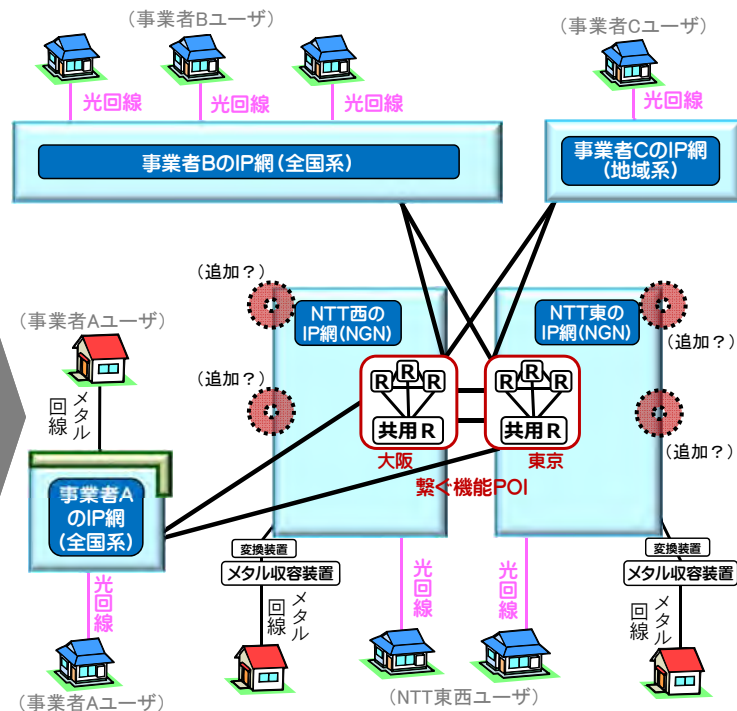 (事業者Bユーザ)
(事業者Cユーザ)
光回線
光回線
光回線
光回線
事業者BのIP網(全国系)
事業者CのIP網
(地域系)
(追加?)
(追加?)
(追加?)
(追加?)
NTT西の
IP網(NGN)
NTT東の
IP網(NGN)
(事業者Aユーザ)
メタル
回線
R
R
R
共用R
R
R
R
共用R
大阪
東京
繋ぐ機能POI
事業者A
のIP網
(全国系)
変換装置
メタル収容装置
変換装置
メタル収容装置
光回線
メタル
回線
光回線
光回線
メタル
回線
(事業者Aユーザ)
(NTT東西ユーザ)